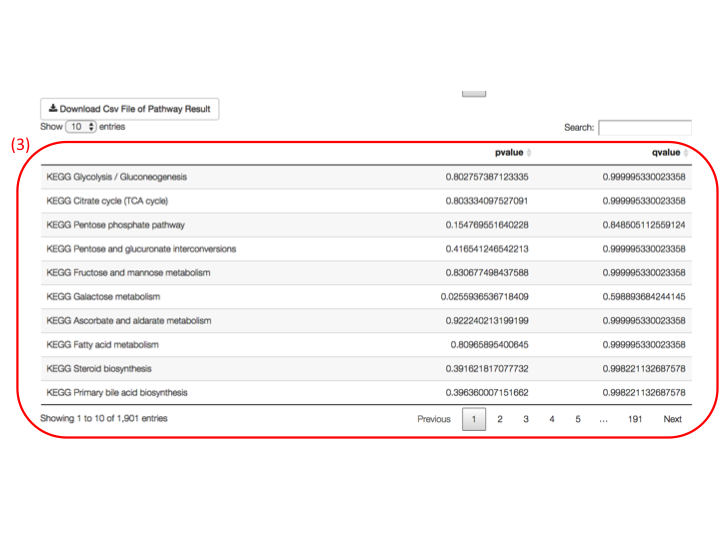 Download Csv File of Pathway Result
Show 10 entries Search:
(3)
pvalue qvalue
KEGG Glycolysis / Gluconeogenesis 0.802757387123335 0.999995330023358
KEGG Citrate cycle (TCA cycle) 0.803334097527091 0.999995330023358
KEGG Pentose phosphate pathway 0.154769551640228 0.848505112559124
KEGG Pentose and glucuronate interconversions 0.416541246542213 0.999995330023358
KEGG Fructose and mannose metabolism 0.830677498437588 0.999995330023358
KEGG Galactose metabolism 0.0255936536718409 0.598893684244145
KEGG Ascorbate and aldarate metabolism 0.922240213199199 0.999995330023358
KEGG Fatty acid metabolism 0.80965895400645 0.999995330023358
KEGG Steroid biosynthesis 0.391621817077732 0.998221132687578
KEGG Primary bile acid biosynthesis 0.396360007151662 0.998221132687578
Showing 1 to 10 of 1,901 entries Previous 1 2 3 4 5 ... 191 Next